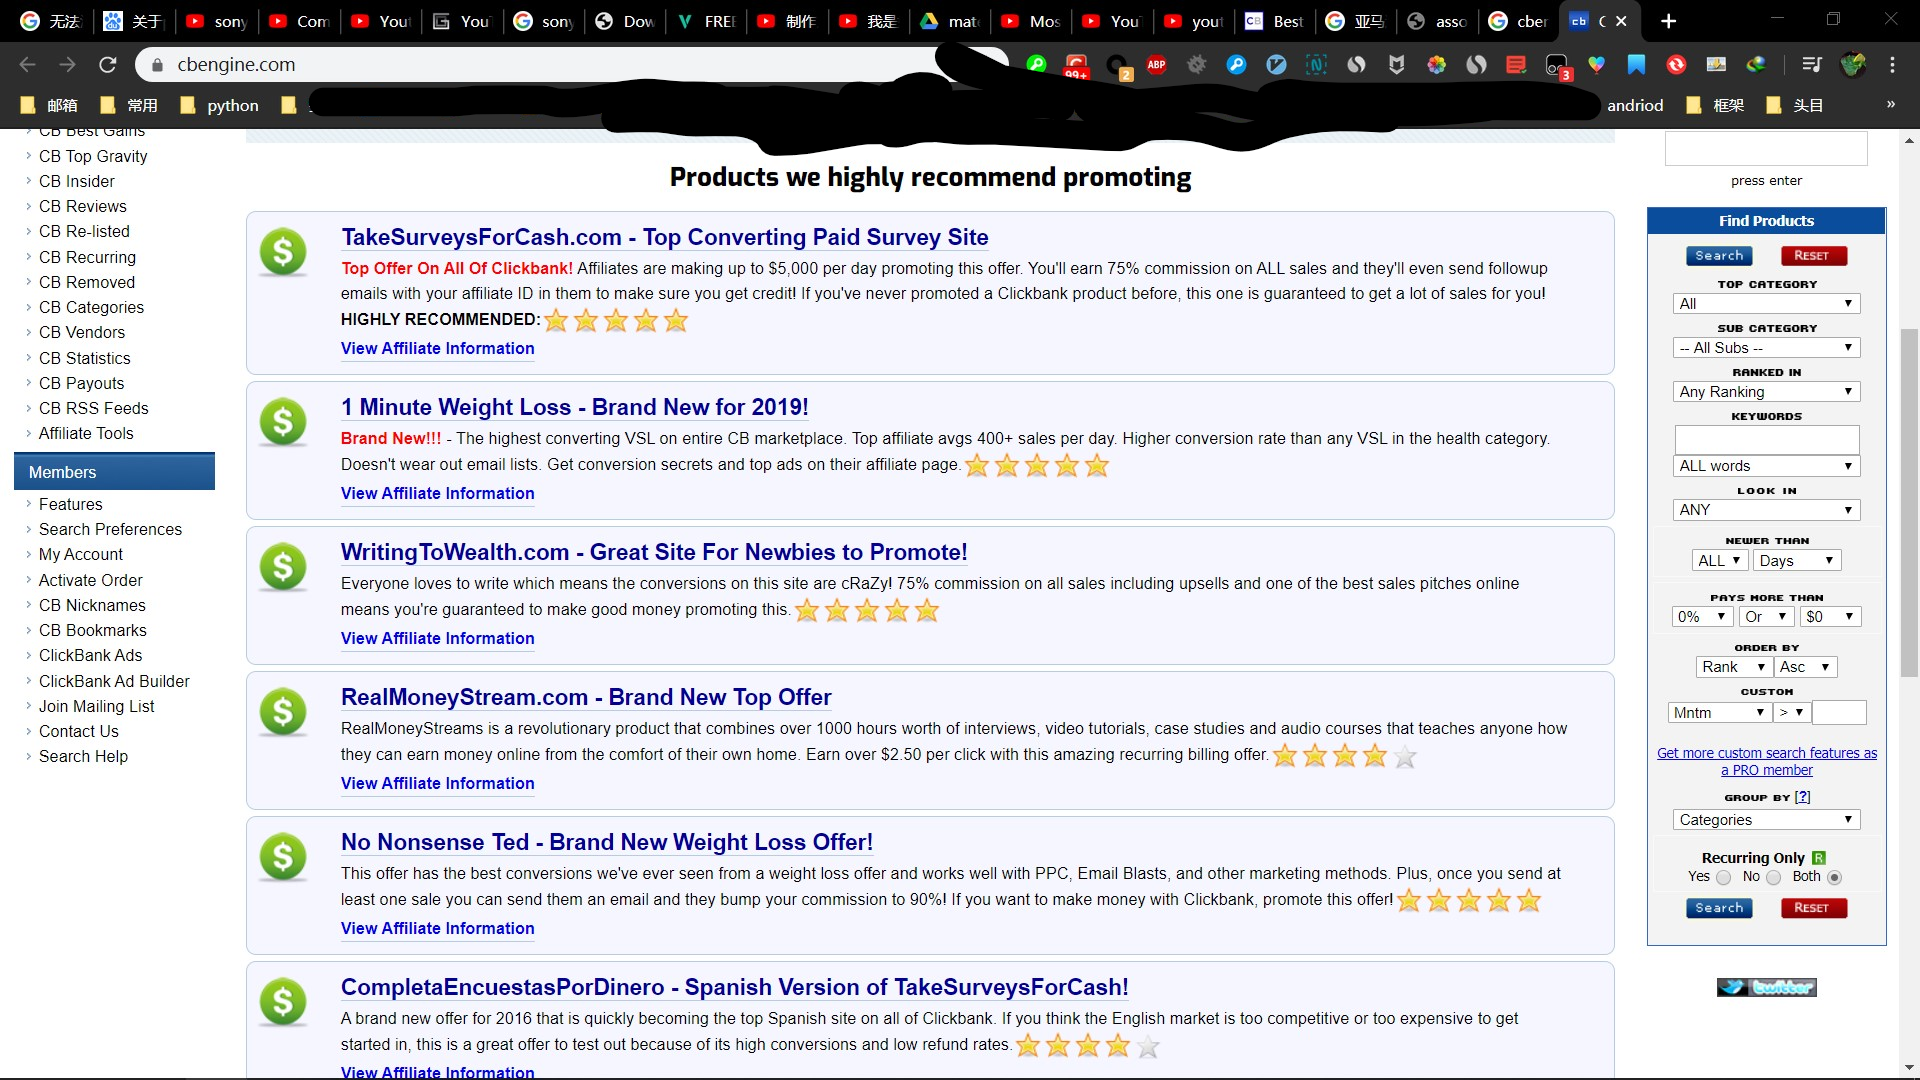 无法
关于
sony
Com
You
You
sony
Dow
FREE
制作
我是
mat
Mos
You
yout
CB Best
亚马
asso
cber
cb C
cbengine.com
99+
2
ABP
3
邮箱 常用 python andriod 框架 头目 »
CB Best Gains
CB Top Gravity
CB Insider
CB Reviews
CB Re-listed
CB Recurring
CB Removed
CB Categories
CB Vendors
CB Statistics
CB Payouts
CB RSS Feeds
Affiliate Tools
Members
Features
Search Preferences
My Account
Activate Order
CB Nicknames
CB Bookmarks
ClickBank Ads
ClickBank Ad Builder
Join Mailing List
Contact Us
Search Help
Products we highly recommend promoting
TakeSurveysForCash.com - Top Converting Paid Survey Site
Top Offer On All Of Clickbank! Affiliates are making up to $5,000 per day promoting this offer. You'll earn 75% commission on ALL sales and they'll even send followup
emails with your affiliate ID in them to make sure you get credit! If you've never promoted a Clickbank product before, this one is guaranteed to get a lot of sales for you!
HIGHLY RECOMMENDED:
View Affiliate Information
1 Minute Weight Loss - Brand New for 2019!
Brand New!!! - The highest converting VSL on entire CB marketplace. Top affiliate avgs 400+ sales per day. Higher conversion rate than any VSL in the health category.
Doesn't wear out email lists. Get conversion secrets and top ads on their affiliate page.
View Affiliate Information
WritingToWealth.com - Great Site For Newbies to Promote!
Everyone loves to write which means the conversions on this site are cRaZy! 75% commission on all sales including upsells and one of the best sales pitches online
means you're guaranteed to make good money promoting this.
View Affiliate Information
RealMoneyStream.com - Brand New Top Offer
RealMoneyStreams is a revolutionary product that combines over 1000 hours worth of interviews, video tutorials, case studies and audio courses that teaches anyone how
they can earn money online from the comfort of their own home. Earn over $2.50 per click with this amazing recurring billing offer.
View Affiliate Information
No Nonsense Ted - Brand New Weight Loss Offer!
This offer has the best conversions we've ever seen from a weight loss offer and works well with PPC, Email Blasts, and other marketing methods. Plus, once you send at
least one sale you can send them an email and they bump your commission to 90%! If you want to make money with Clickbank, promote this offer!
View Affiliate Information
CompletaEncuestasPorDinero - Spanish Version of TakeSurveysForCash!
A brand new offer for 2016 that is quickly becoming the top Spanish site on all of Clickbank. If you think the English market is too competitive or too expensive to get
started in, this is a great offer to test out because of its high conversions and low refund rates.
View Affiliate Information
press enter
Find Products
Search RESET
TOP CATEGORY
All
SUB CATEGORY
-- All Subs --
RANKED IN
Any Ranking
KEYWORDS
ALL words
LOOK IN
ANY
NEWER THAN
ALL Days
PAYS MORE THAN
0% Or $0
ORDER BY
Rank Asc
CUSTOM
Mntm >
Get more custom search features as
a PRO member
GROUP BY [?]
Categories
Recurring Only R
Yes No Both
Search RESET
twitter